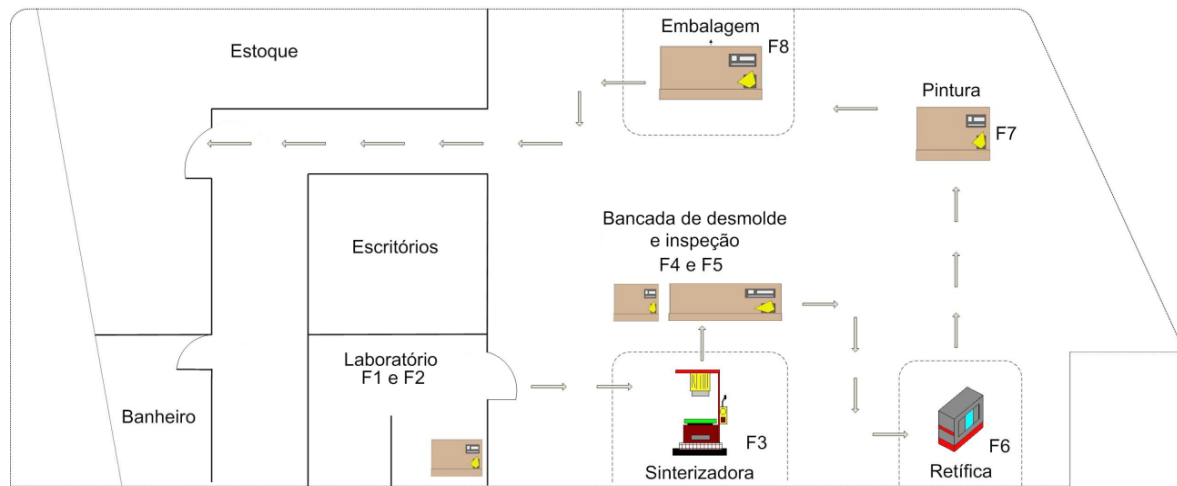 Embalagem
F8
Estoque
Pintura
F7
Bancada de desmolde
e inspeção
F4 e F5
Escritórios
Laboratório
F1 e F2
Banheiro
F3
Sinterizadora
F6
Retífica